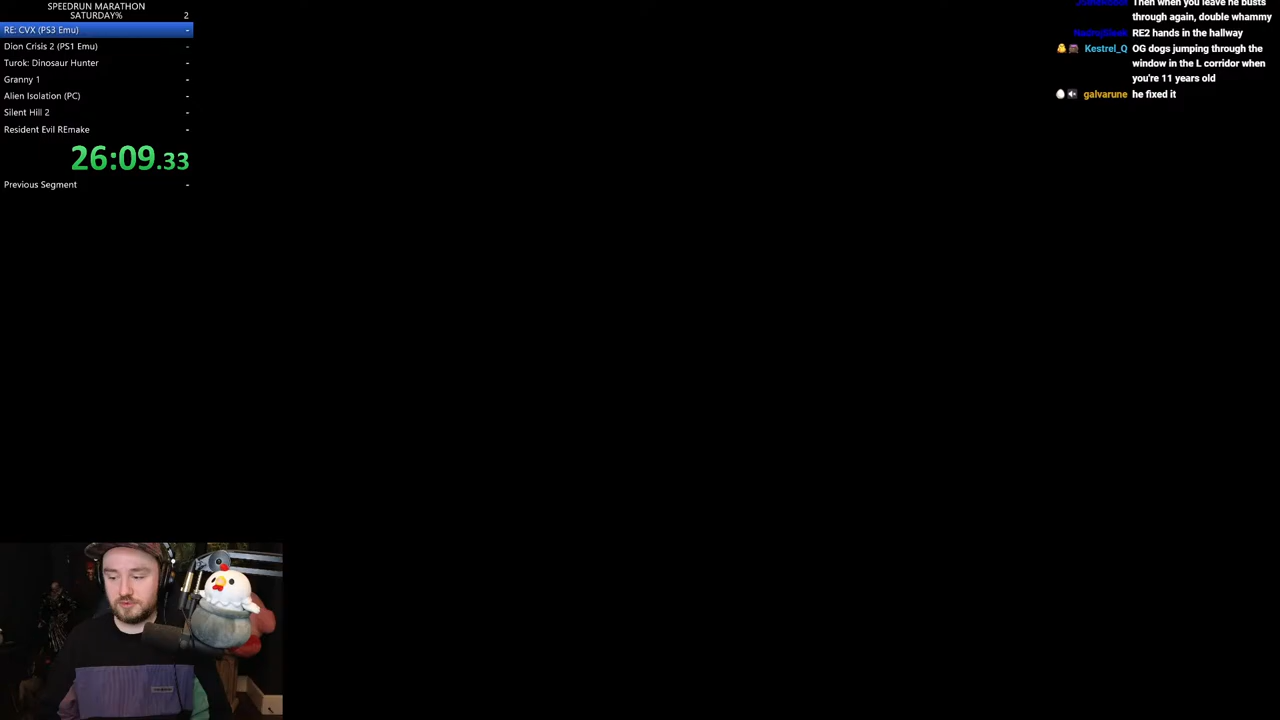 SPEEDRUN MARATHON
SATURDAY% 2
RE: CVX (PS3 Emu) -
Dion Crisis 2 (PS1 Emu) -
Turok: Dinosaur Hunter -
Granny 1 -
Alien Isolation (PC) -
Silent Hill 2 -
Resident Evil REmake -
26:09.33
Previous Segment -
Then when you leave he busts
through again, double whammy
RE2 hands in the hallway
Kestrel_Q OG dogs jumping through the
window in the L corridor when
you're 11 years old
galvarune he fixed it